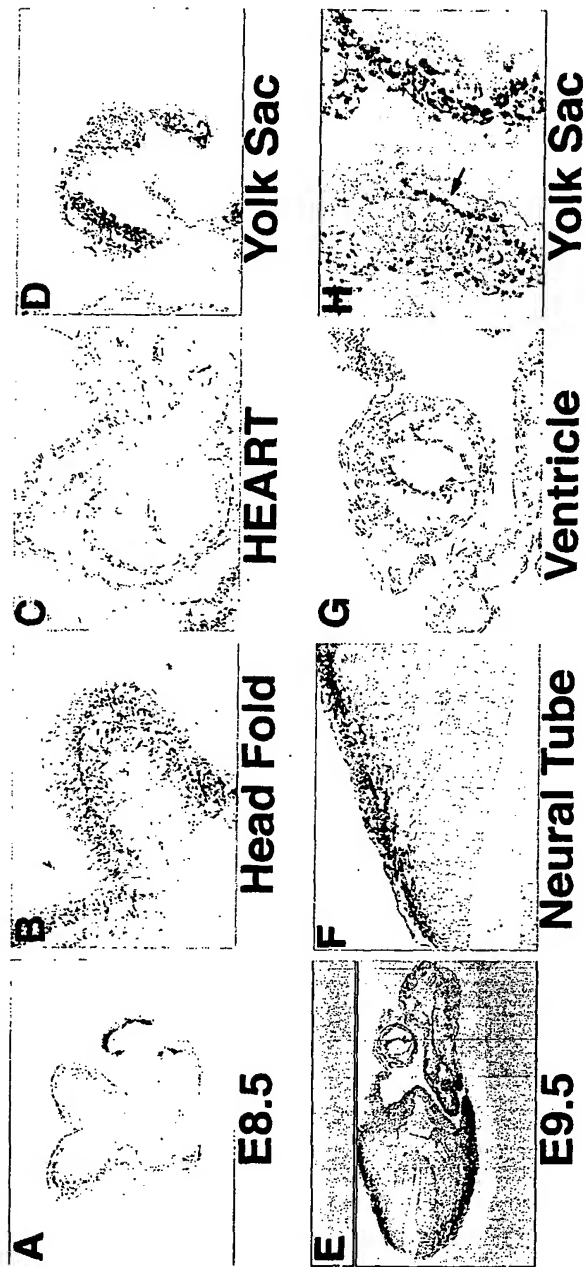 A
B
C
D
E8.5
Head Fold
HEART
Yolk Sac
E
F
G
H
E9.5
Neural Tube
Ventricle
Yolk Sac